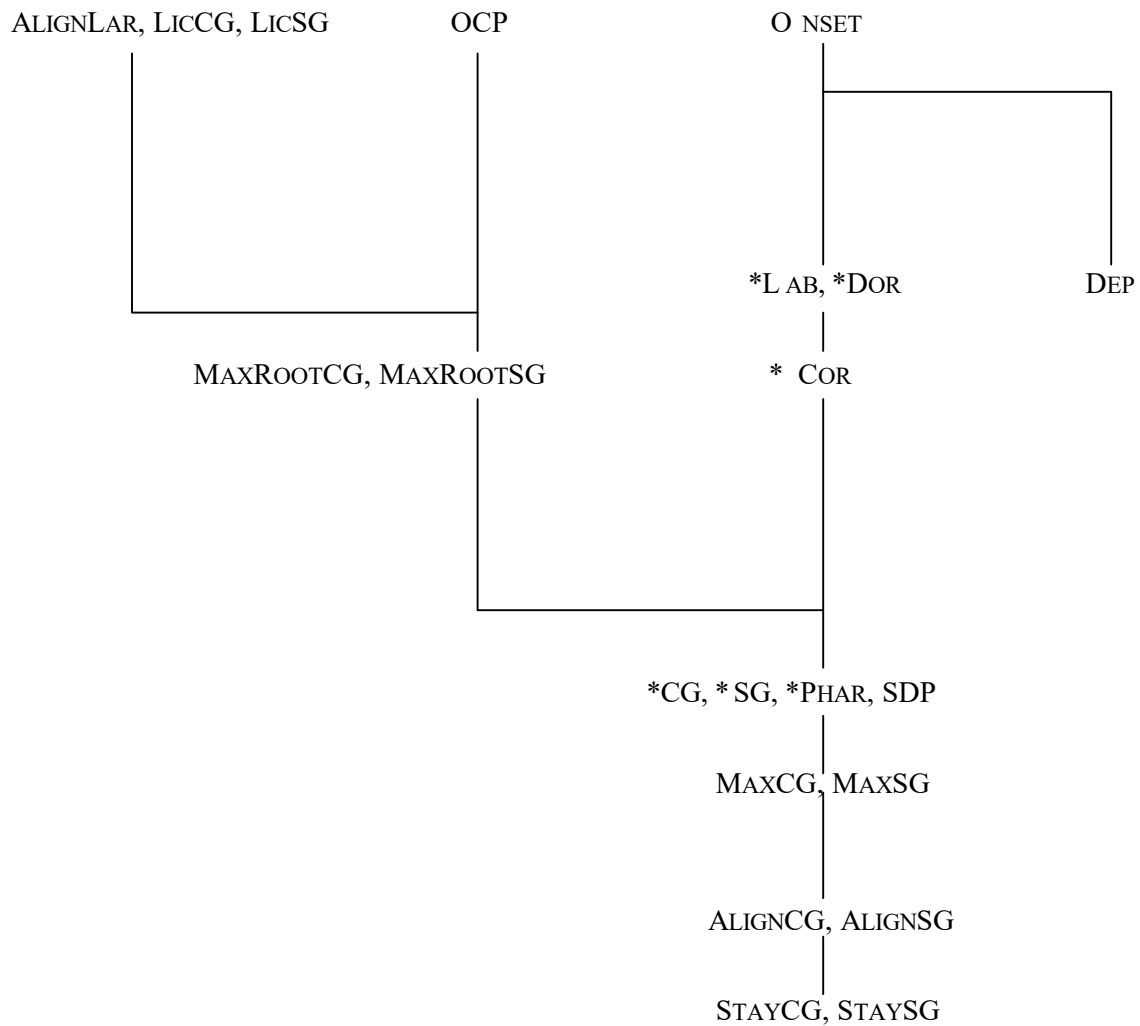 ALIGNLAR, LICCG, LICSG OCP O NSET
*L AB, *DOR DEP
MAXROOTCG, MAXROOTSG * COR
*CG, * SG, *PHAR, SDP
MAXCG, MAXSG
ALIGNCG, ALIGNSG
STAYCG, STAYSG